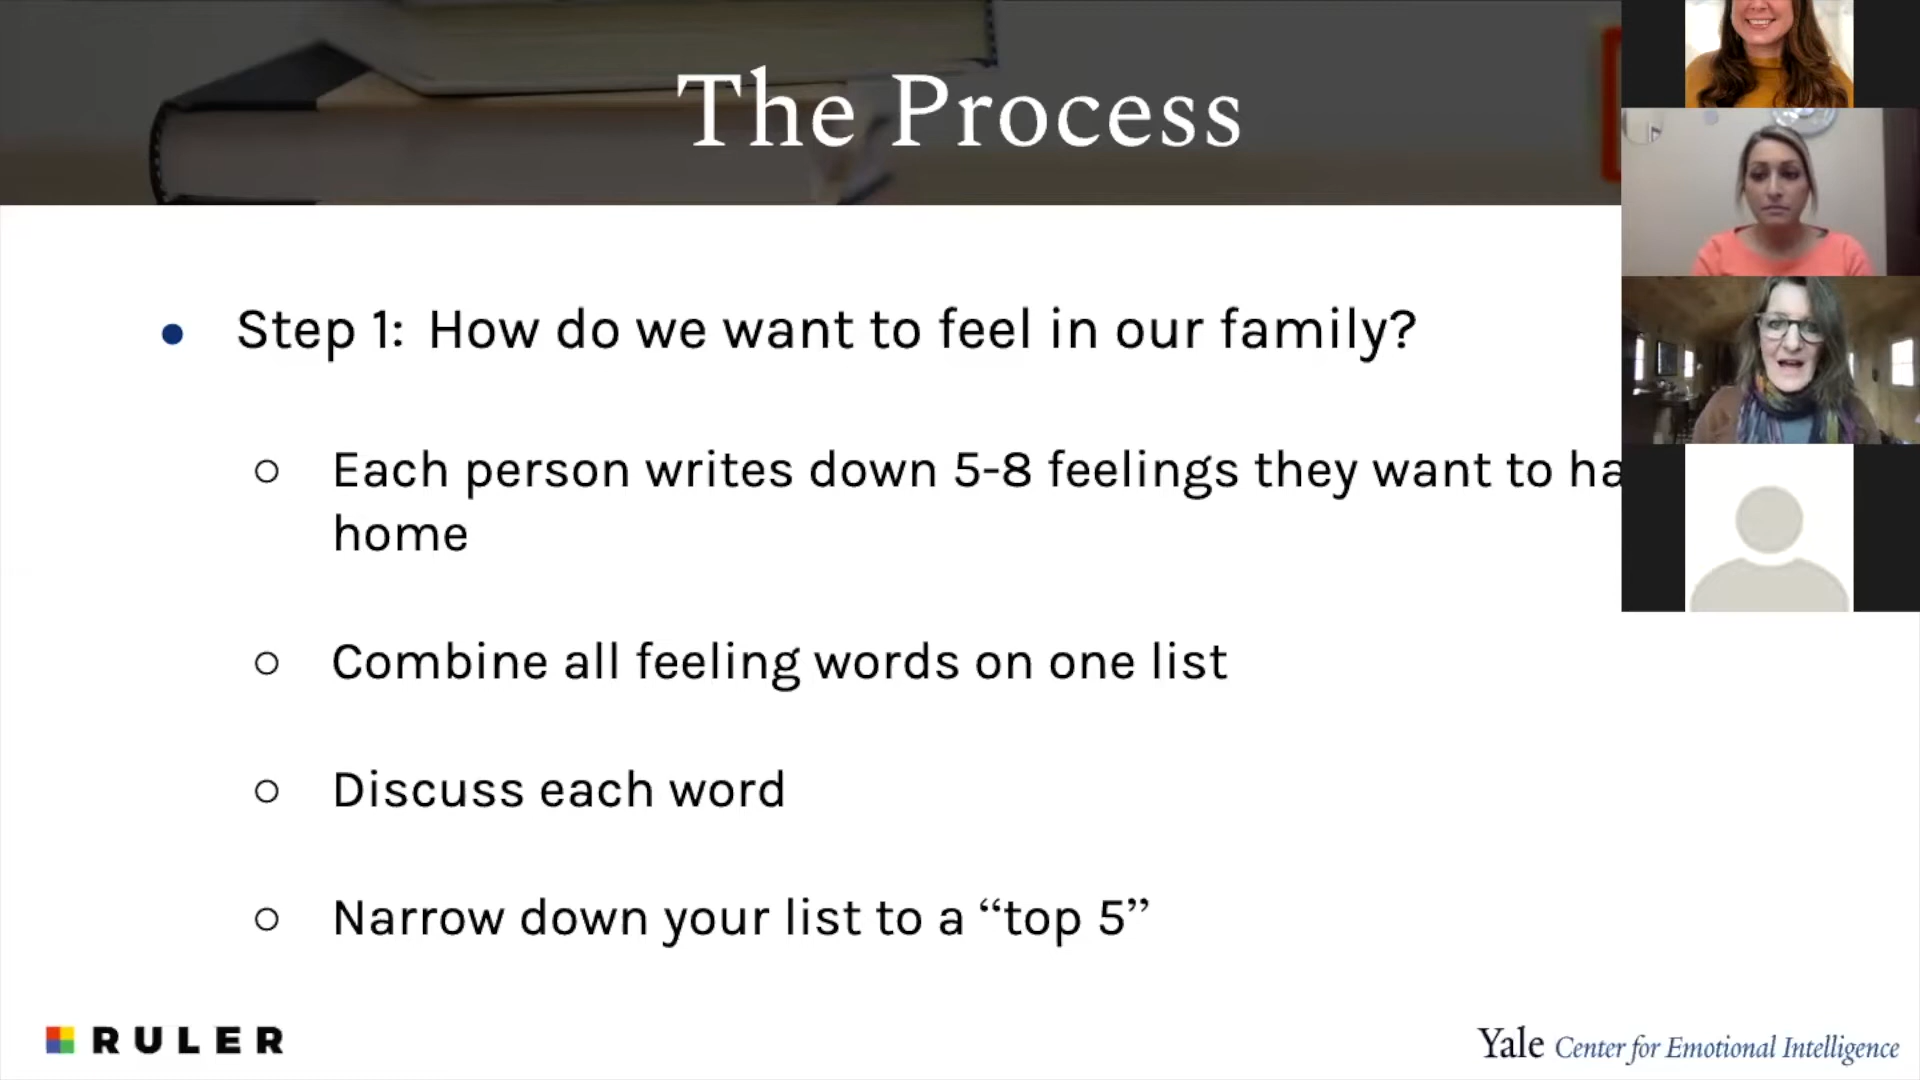 The Process
Step 1: How do we want to feel in our family?
Each person writes down 5-8 feelings they want to
home
Combine all feeling words on one list
Discuss each word
Narrow down your list to a “top 5”
RULER
Yale Center for Emotional Intelligence